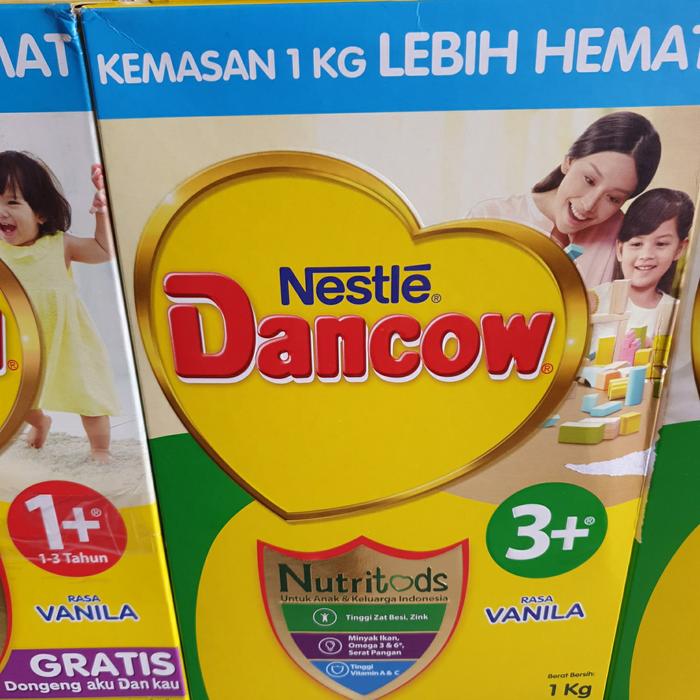 KEMASAN 1 KG LEBIH HEMAT
Nestlé®
Dancow®
3+®
RASA
VANILA
Nutritods
Untuk Anak & Keluarga Indonesia
Tinggi Zat Besi, Zink
Minyak Ikan,
Omega 3 & 6*,
Serat Pangan
Tinggi
Vitamin A & C
Berat Bersih:
1 Kg
MAT
®
1+®
1-3 Tahun
RASA
VANILA
GRATIS
Dongeng aku Dan kau